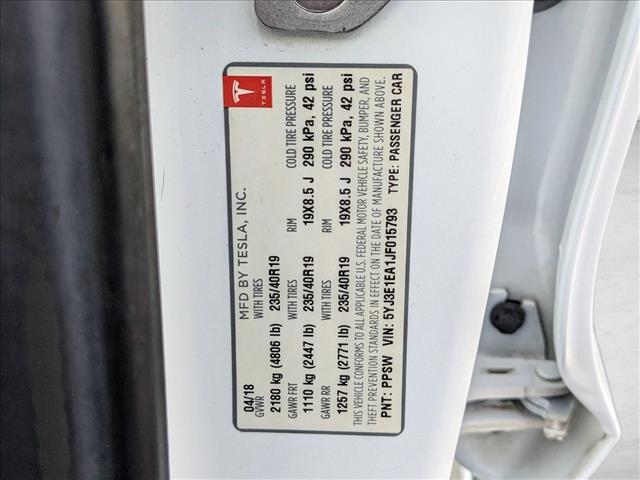 TESLA
MFD BY TESLA, INC.
04/18
GVWR WITH TIRES RIM COLD TIRE PRESSURE
2180 kg (4806 lb) 235/40R19 19X8.5 J 290 kPa, 42 psi
GAWR FRT WITH TIRES RIM COLD TIRE PRESSURE
1110 kg (2447 lb) 235/40R19 19X8.5 J 290 kPa, 42 psi
GAWR RR
1257 kg (2771 lb) 235/40R19
THIS VEHICLE CONFORMS TO ALL APPLICABLE U.S. FEDERAL MOTOR VEHICLE SAFETY, BUMPER, AND
THEFT PREVENTION STANDARDS IN EFFECT ON THE DATE OF MANUFACTURE SHOWN ABOVE.
PNT: PPSW VIN: 5YJ3E1EA1JF015793 TYPE: PASSENGER CAR